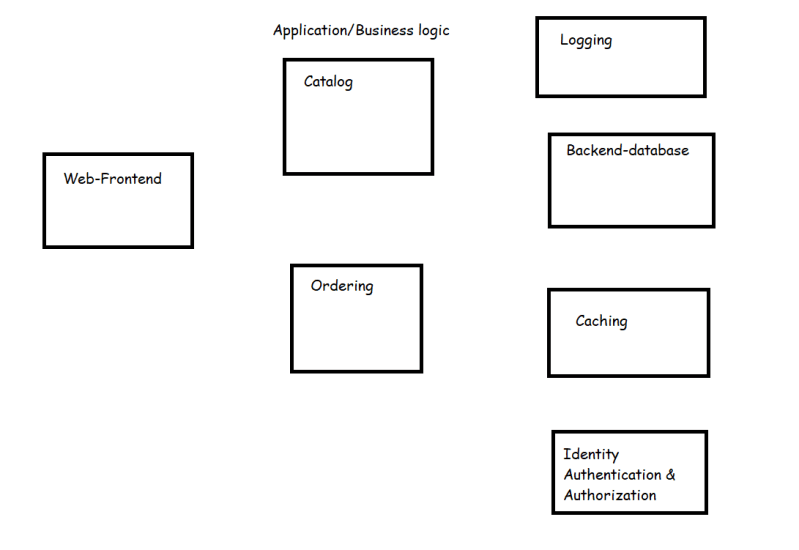 Application/Business logic
Logging
Catalog
Backend-database
Web-Frontend
Ordering
Caching
Identity
Authentication &
Authorization